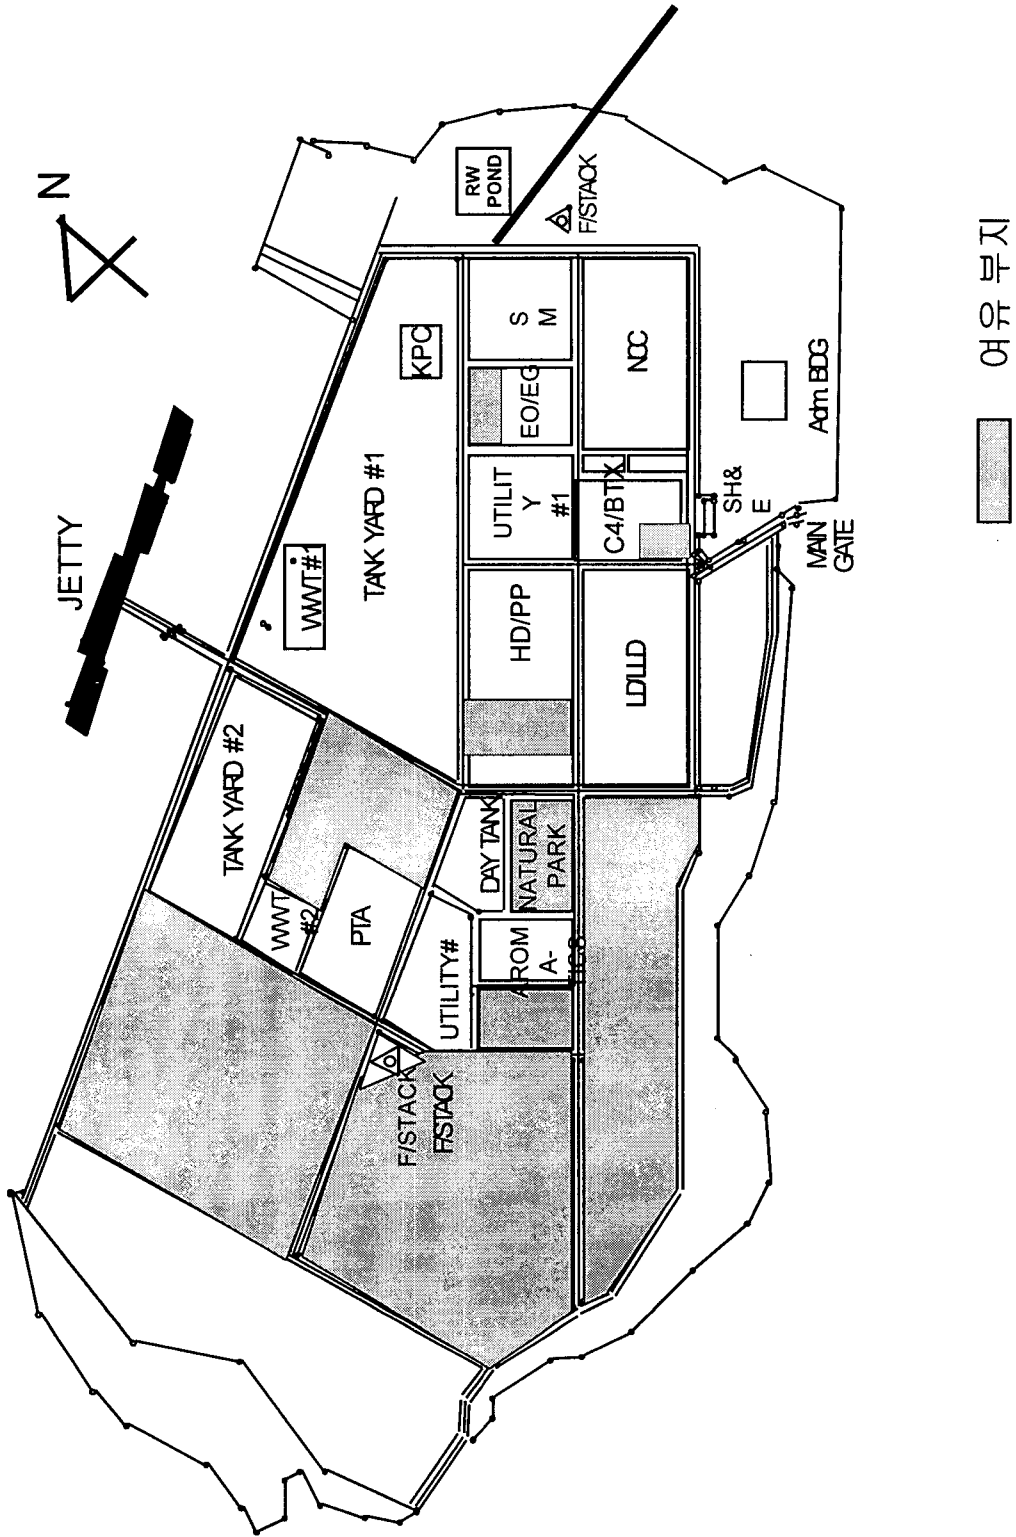 N
JETTY
RW
POND
F/STACK
KPC
S
M
NCC
EO/EG
TANK YARD #1
WWT#1
UTILIT
Y
#1
C4/BTX
SH&
E
Adm. BDG
MAIN
GATE
HD/PP
LD/LLD
TANK YARD #2
WWT
#2
PTA
DAY TANK
NATURAL
PARK
UTILITY#
AROM
A-
F/STACK
F/STACK
여유 부지